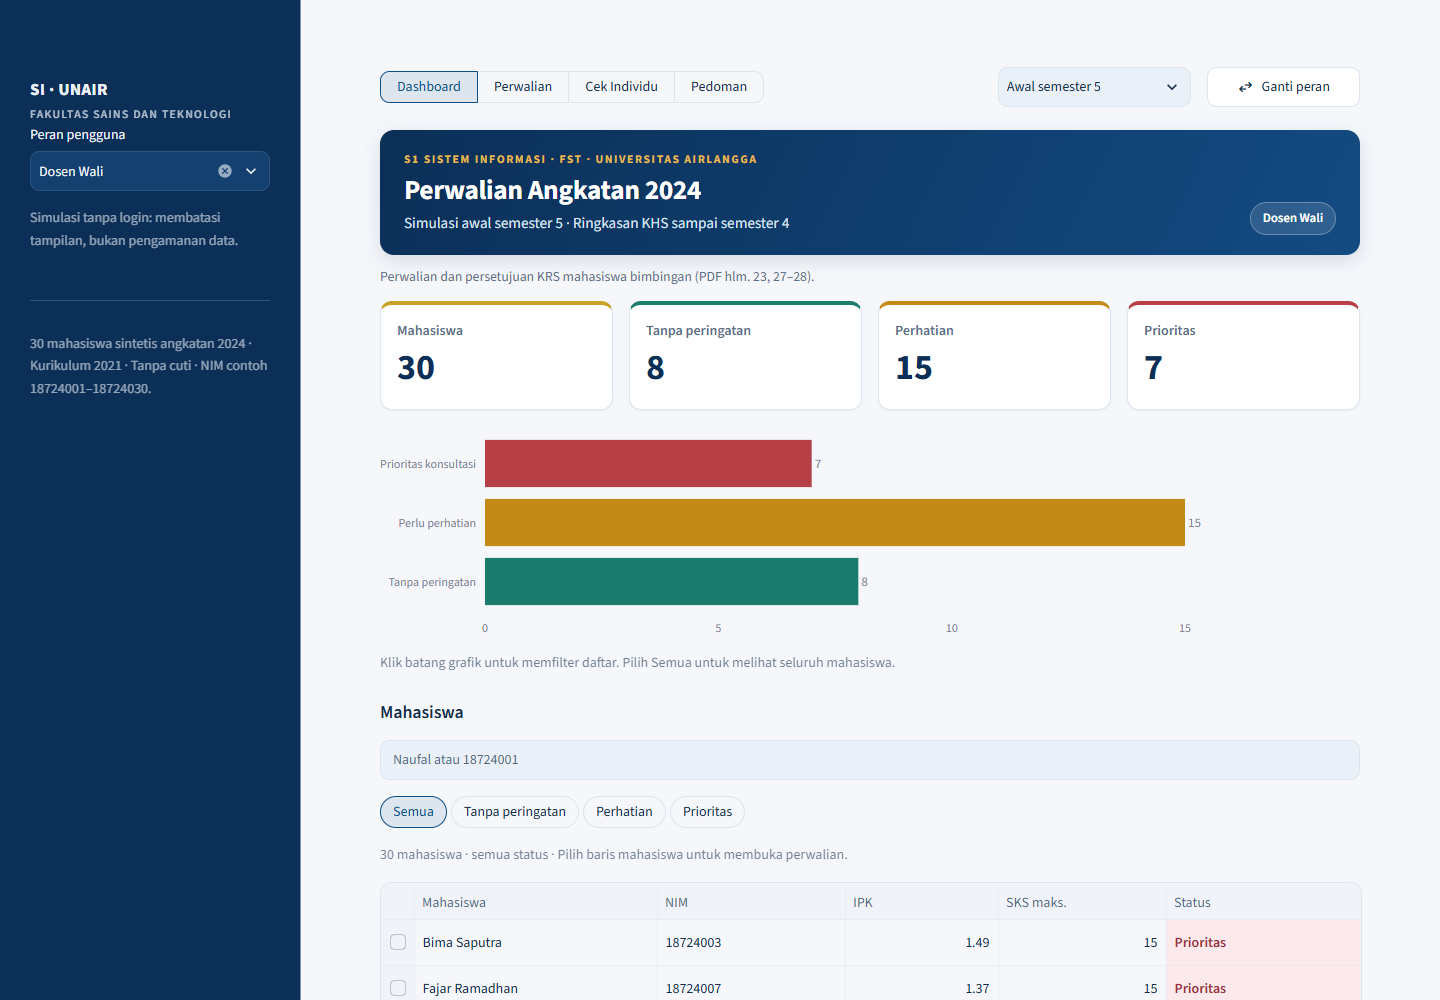 SI · UNAIR
FAKULTAS SAINS DAN TEKNOLOGI
Peran pengguna
Dosen Wali
Simulasi tanpa login: membatasi
tampilan, bukan pengamanan data.
30 mahasiswa sintetis angkatan 2024 ·
Kurikulum 2021 · Tanpa cuti · NIM contoh
18724001–18724030.
Dashboard
Perwalian
Cek Individu
Pedoman
Awal semester 5
Ganti peran
S1 SISTEM INFORMASI · FST · UNIVERSITAS AIRLANGGA
Perwalian Angkatan 2024
Simulasi awal semester 5 · Ringkasan KHS sampai semester 4
Dosen Wali
Perwalian dan persetujuan KRS mahasiswa bimbingan (PDF hlm. 23, 27–28).
Mahasiswa
30
Tanpa peringatan
8
Perhatian
15
Prioritas
7
Prioritas konsultasi
7
Perlu perhatian
15
Tanpa peringatan
8
0 5 10 15
Klik batang grafik untuk memfilter daftar. Pilih Semua untuk melihat seluruh mahasiswa.
Mahasiswa
Naufal atau 18724001
Semua
Tanpa peringatan
Perhatian
Prioritas
30 mahasiswa · semua status · Pilih baris mahasiswa untuk membuka perwalian.
Mahasiswa NIM IPK SKS maks. Status
Bima Saputra 18724003 1.49 15 Prioritas
Fajar Ramadhan 18724007 1.37 15 Prioritas